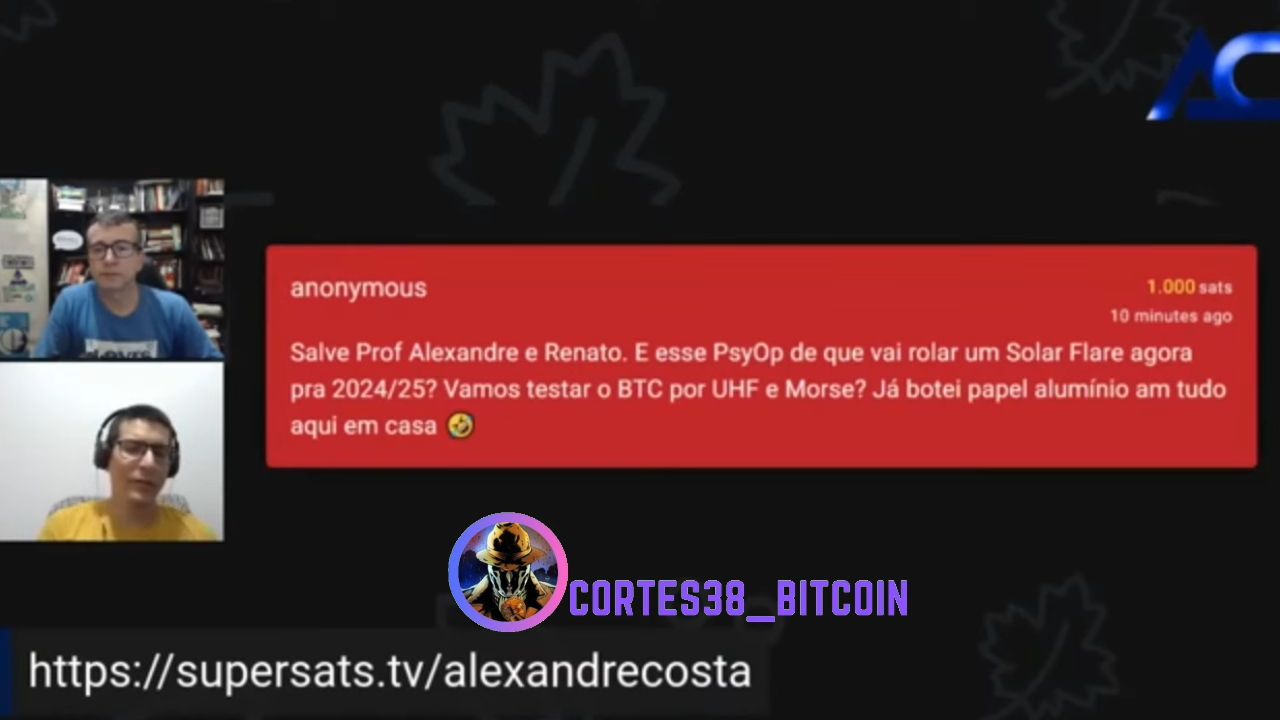 AC
anonymous
1.000 sats
10 minutes ago
Salve Prof Alexandre e Renato. E esse PsyOp de que vai rolar um Solar Flare agora
pra 2024/25? Vamos testar o BTC por UHF e Morse? Já botei papel alumínio am tudo
aqui em casa 🤣
CORTES38_BITCOIN
https://supersats.tv/alexandrecosta